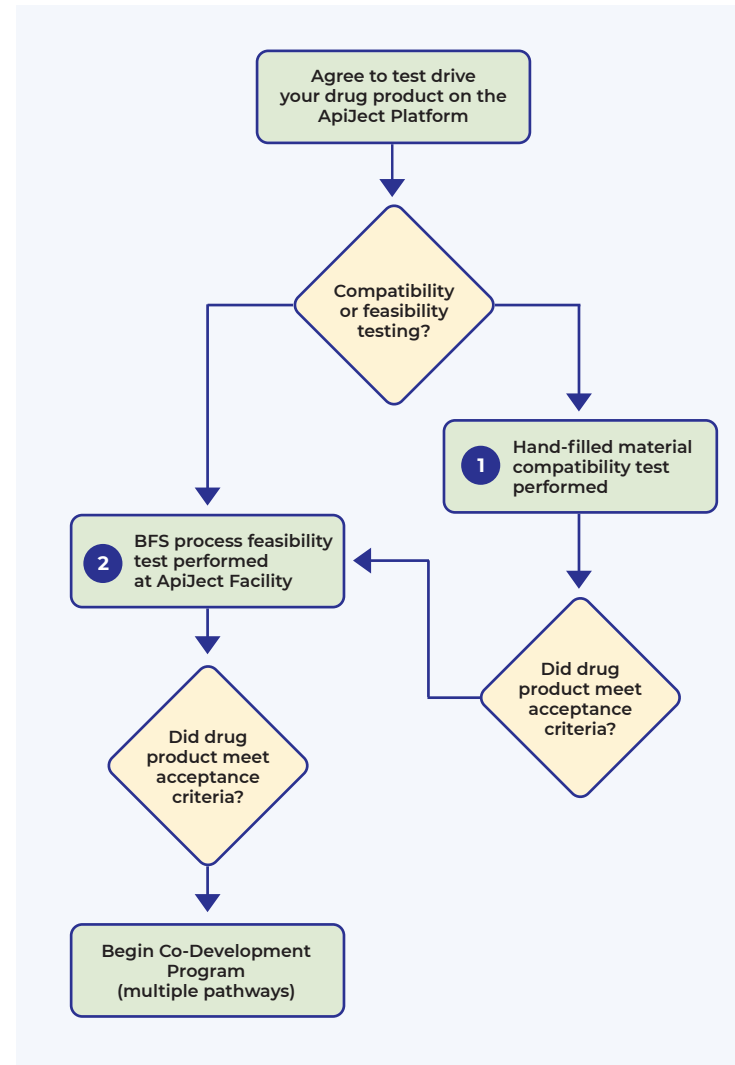 Agree to test drive
your drug product on the
ApiJect Platform
Compatibility
or feasibility
testing?
1
Hand-filled material
compatibility test
performed
2
BFS process feasibility
test performed
at ApiJect Facility
Did drug
product meet
acceptance
criteria?
Did drug
product meet
acceptance
criteria?
Begin Co-Development
Program
(multiple pathways)